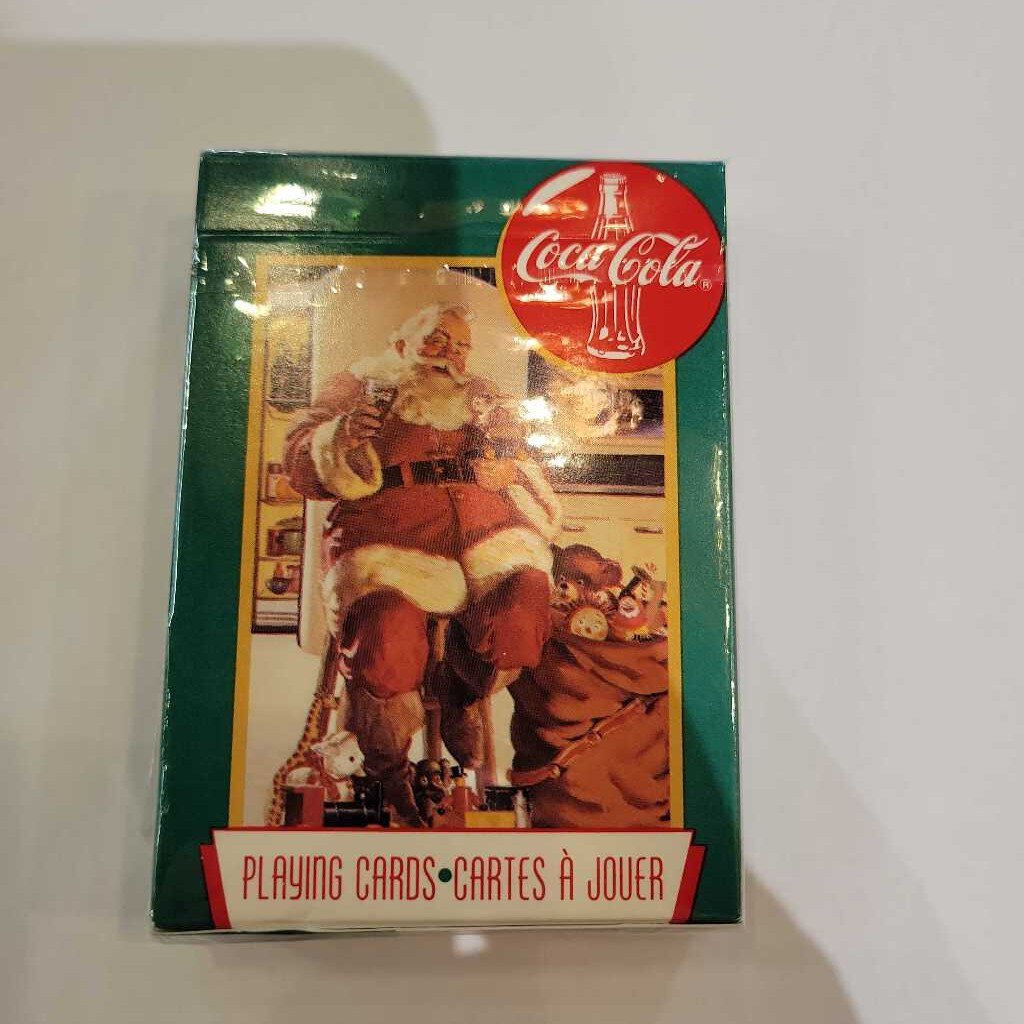 Coca-Cola ®
PLAYING CARDS • CARTES À JOUER